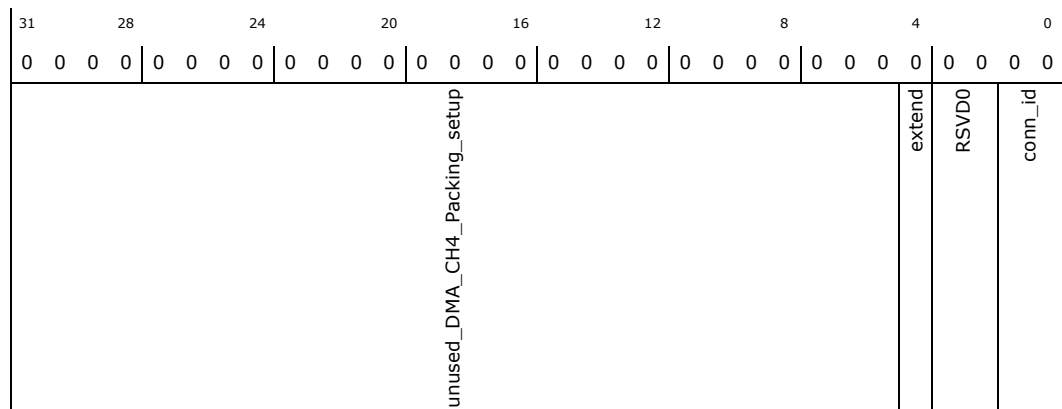 31 28 24 20 16 12 8 4 0
0 0 0 0 0 0 0 0 0 0 0 0 0 0 0 0 0 0 0 0 0 0 0 0 0 0 0 0 0 0 0 0
unused_DMA_CH4_Packing_setup
extend
RSVD0
conn_id